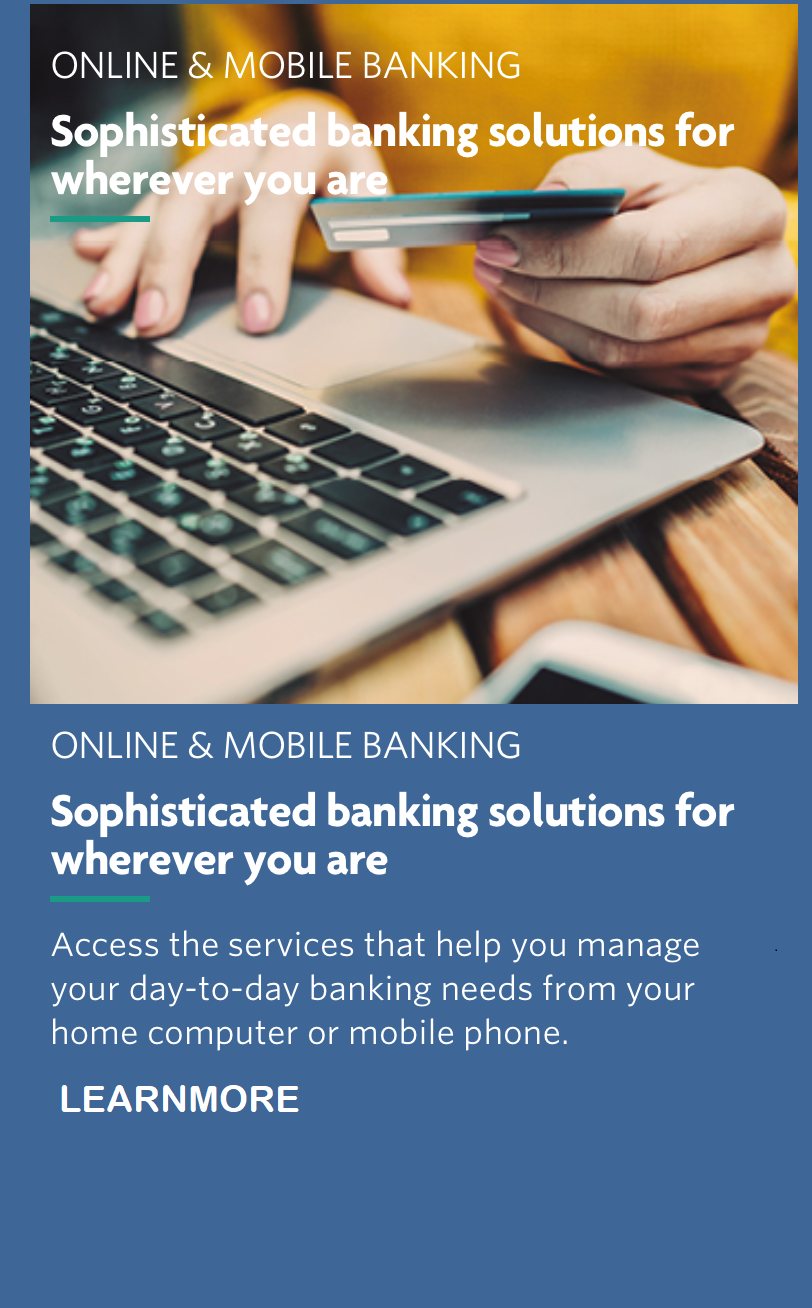 ONLINE & MOBILE BANKING
Sophisticated banking solutions for
wherever you are
ONLINE & MOBILE BANKING
Sophisticated banking solutions for
wherever you are
Access the services that help you manage
your day-to-day banking needs from your
home computer or mobile phone.
LEARNMORE